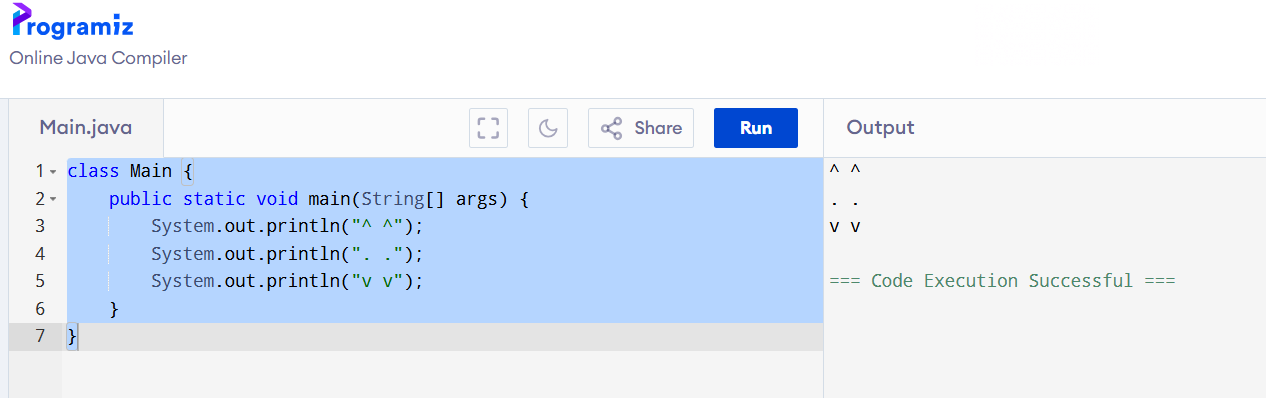 Programiz
Online Java Compiler
Main.java
Share
Run
Output
1 class Main {
2     public static void main(String[] args) {
3         System.out.println("^ ^");
4         System.out.println(". .");
5         System.out.println("v v");
6     }
7 }
^ ^
. .
v v
=== Code Execution Successful ===